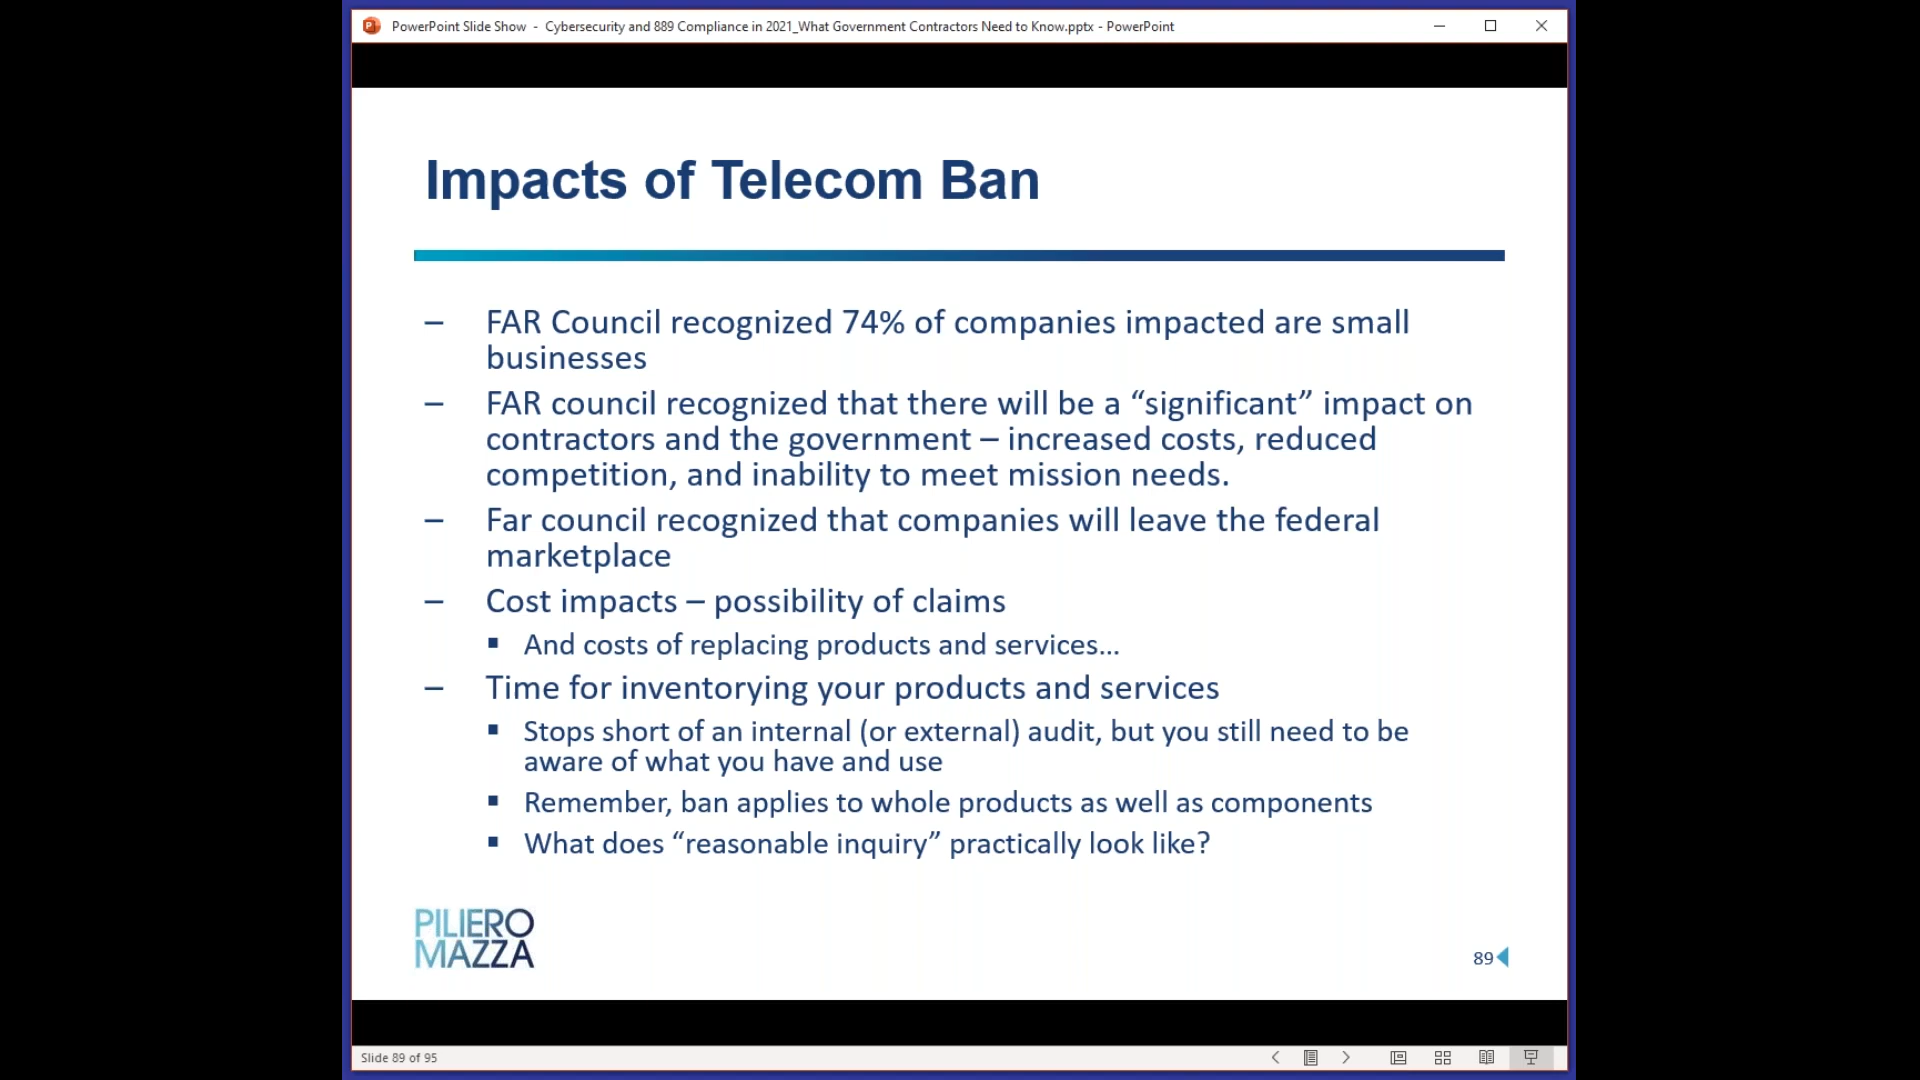 PowerPoint Slide Show - Cybersecurity and 889 Compliance in 2021_What Government Contractors Need to Know.pptx - PowerPoint
Impacts of Telecom Ban
– FAR Council recognized 74% of companies impacted are small
businesses
– FAR council recognized that there will be a “significant” impact on
contractors and the government – increased costs, reduced
competition, and inability to meet mission needs.
– Far council recognized that companies will leave the federal
marketplace
– Cost impacts – possibility of claims
▪ And costs of replacing products and services…
– Time for inventorying your products and services
▪ Stops short of an internal (or external) audit, but you still need to be
aware of what you have and use
▪ Remember, ban applies to whole products as well as components
▪ What does “reasonable inquiry” practically look like?
PILIERO
MAZZA
89
Slide 89 of 95